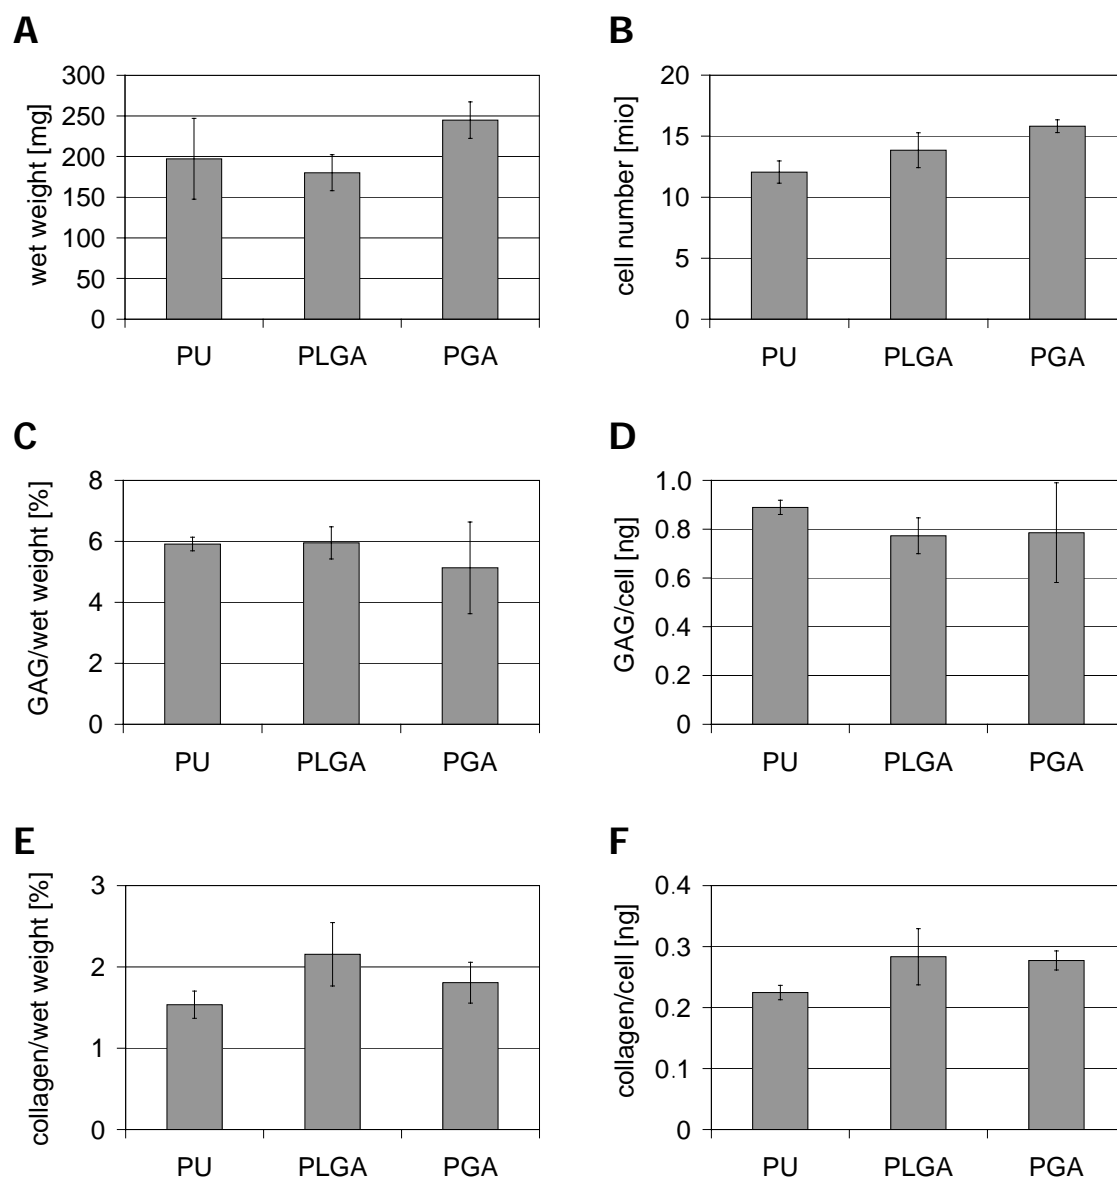 A
wet weight [mg]
300
250
200
150
100
50
0
PU PLGA PGA
B
cell number [mio]
20
15
10
5
0
PU PLGA PGA
C
GAG/wet weight [%]
8
6
4
2
0
PU PLGA PGA
D
GAG/cell [ng]
1.0
0.8
0.6
0.4
0.2
0
PU PLGA PGA
E
collagen/wet weight [%]
3
2
1
0
PU PLGA PGA
F
collagen/cell [ng]
0.4
0.3
0.2
0.1
0
PU PLGA PGA